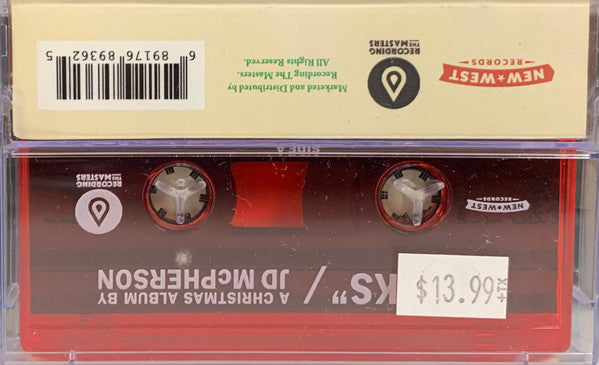 NEW WEST
RECORDS
RECORDING
THE MASTERS
Marketed and Distributed by
Recording The Masters.
All Rights Reserved.
6 89176 89362 5
KS" /
A CHRISTMAS ALBUM BY
JD McPHERSON
NEW WEST
RECORDS
RECORDING
THE MASTERS
$13.99
+TX